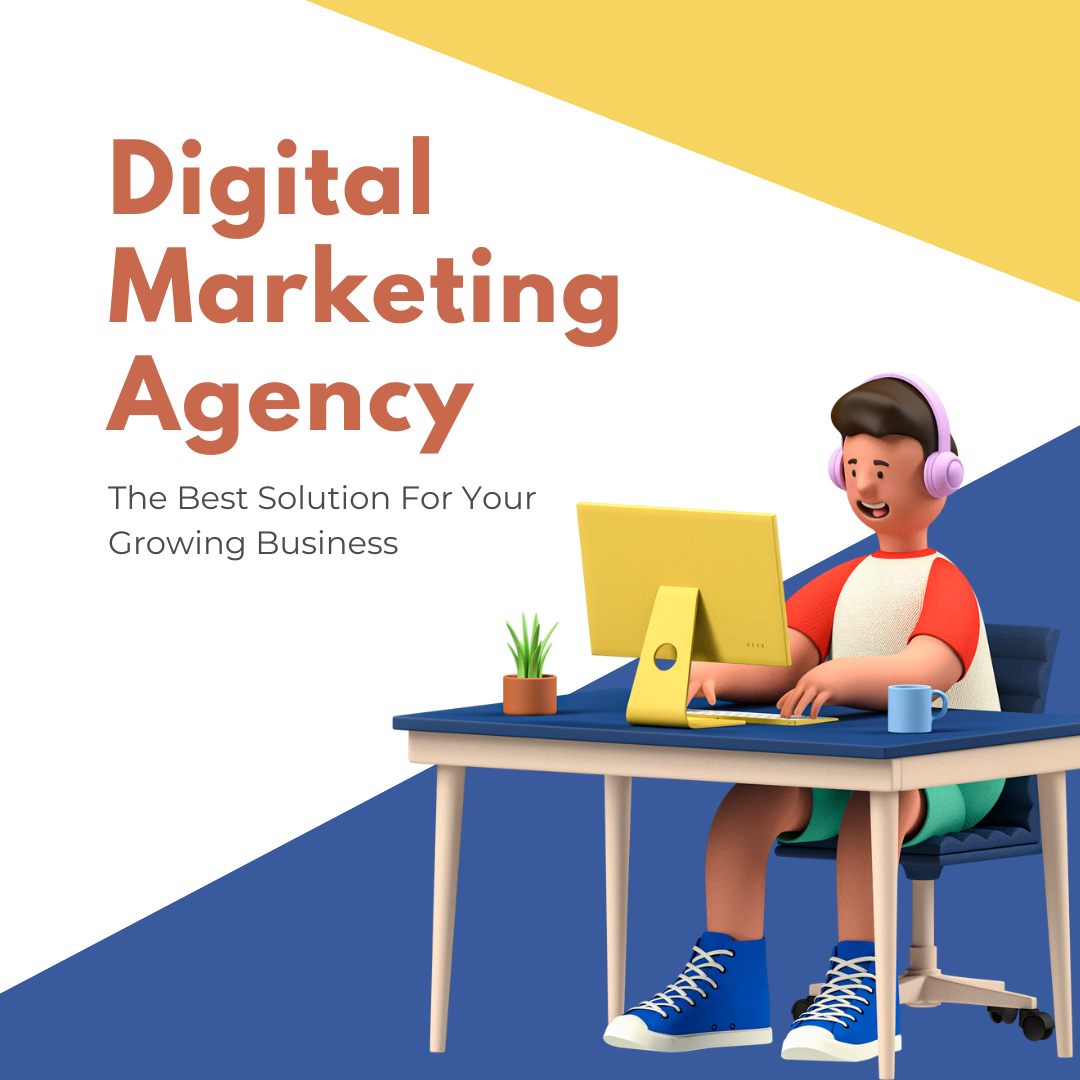 Digital
Marketing
Agency
The Best Solution For Your
Growing Business